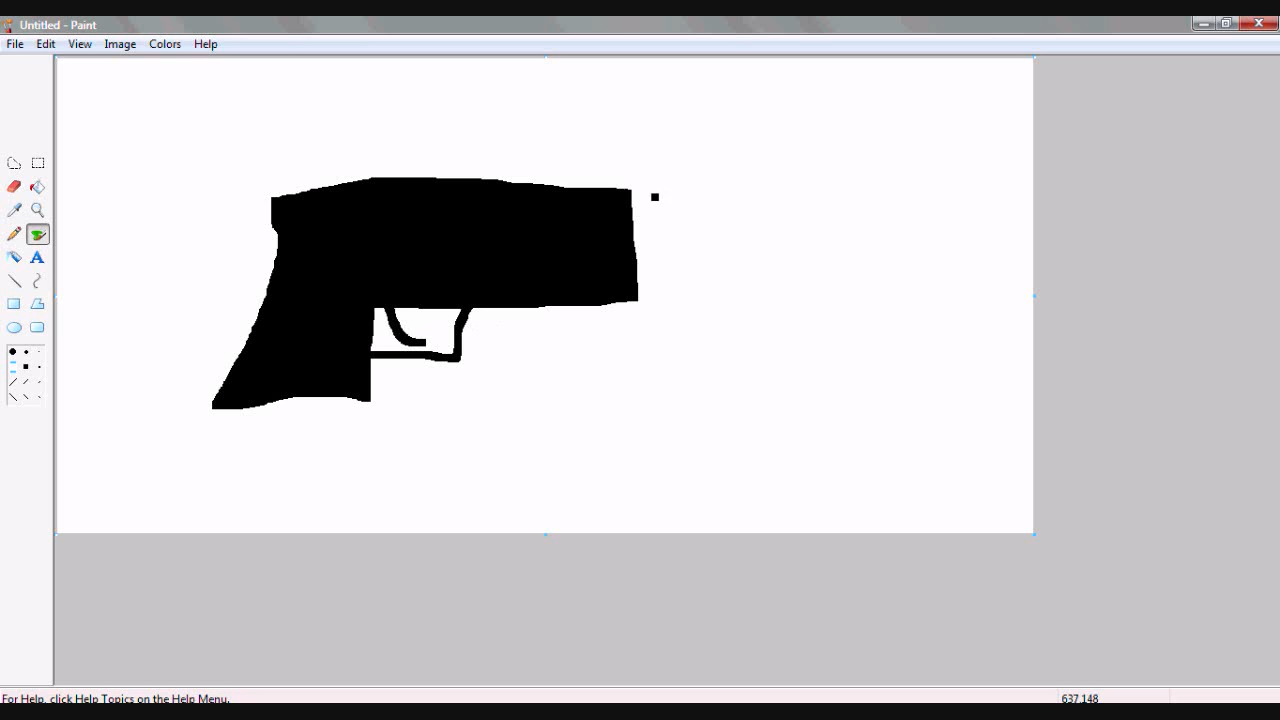 Untitled - Paint
File Edit View Image Colors Help
A
For Help, click Help Topics on the Help Menu.
637,148